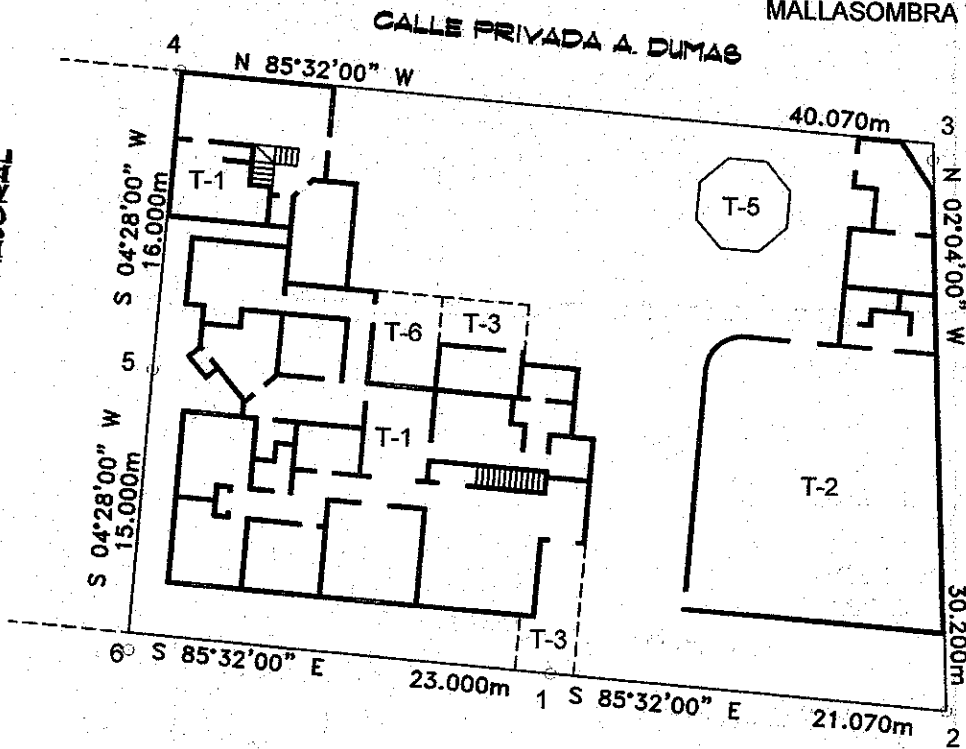 MALLASOMBRA
CALLE PRIVADA A. DUMAS
4
N 85°32'00" W
40.070m
3
S 04°28'00" W
16.000m
T-1
T-5
N 02°04'00" W
30.200m
T-6
T-3
5
T-1
S 04°28'00" W
15.000m
T-2
T-3
6
S 85°32'00" E
23.000m
1
S 85°32'00" E
21.070m
2